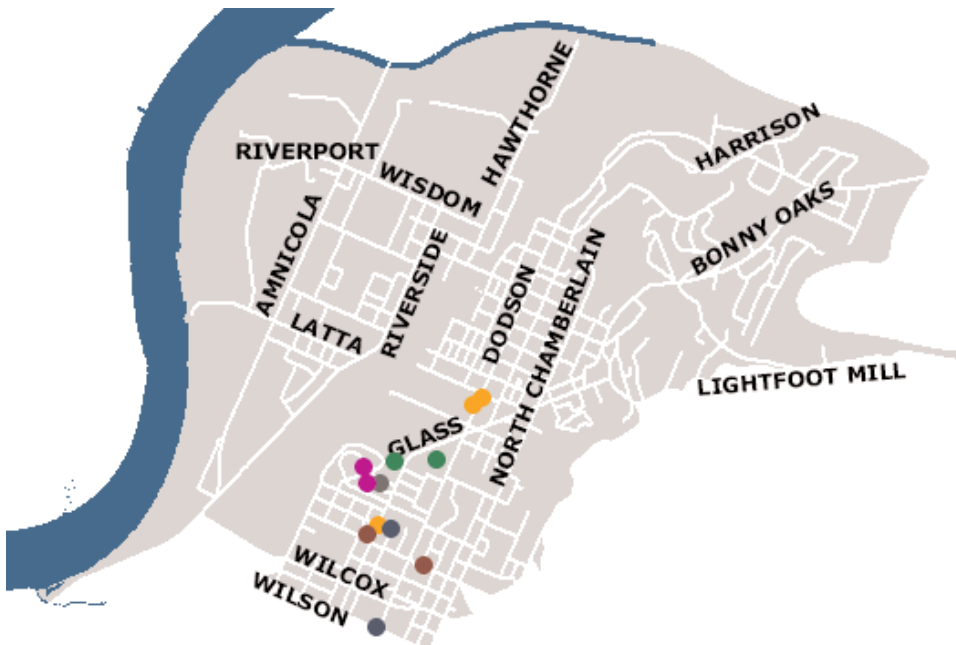 HAWTHORNE
HARRISON
RIVERPORT
WISDOM
BONNY OAKS
AMNICOLA
RIVERSIDE
DODSON
NORTH CHAMBERLAIN
LATTA
LIGHTFOOT MILL
GLASS
WILCOX
WILSON